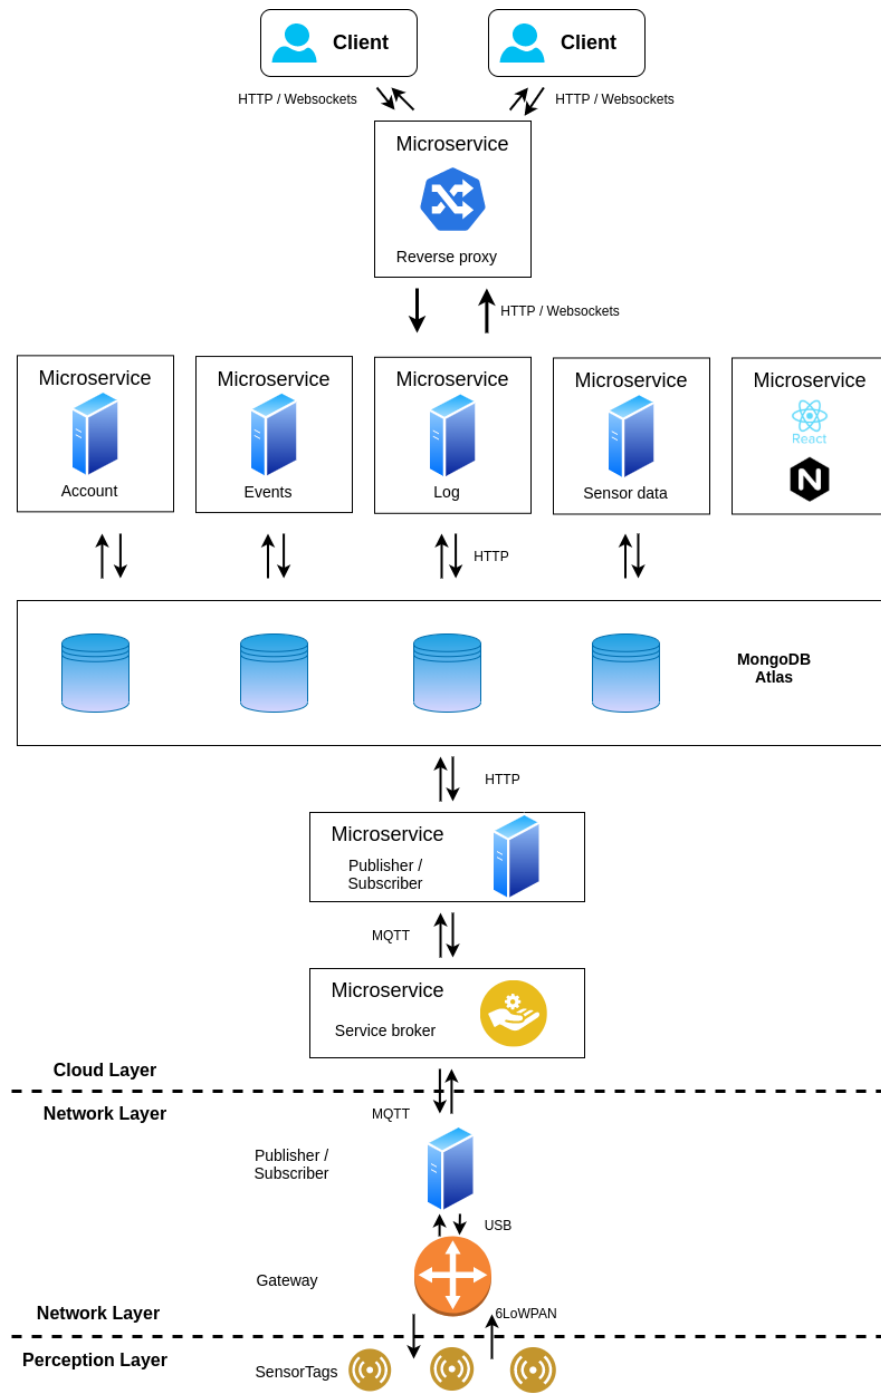 Client
Client
HTTP / Websockets
HTTP / Websockets
Microservice
Reverse proxy
HTTP / Websockets
Microservice
Account
Microservice
Events
Microservice
Log
Microservice
Sensor data
Microservice
React
N
HTTP
MongoDB
Atlas
HTTP
Microservice
Publisher /
Subscriber
MQTT
Microservice
Service broker
Cloud Layer
Network Layer
MQTT
Publisher /
Subscriber
USB
Gateway
Network Layer
6LoWPAN
Perception Layer
SensorTags